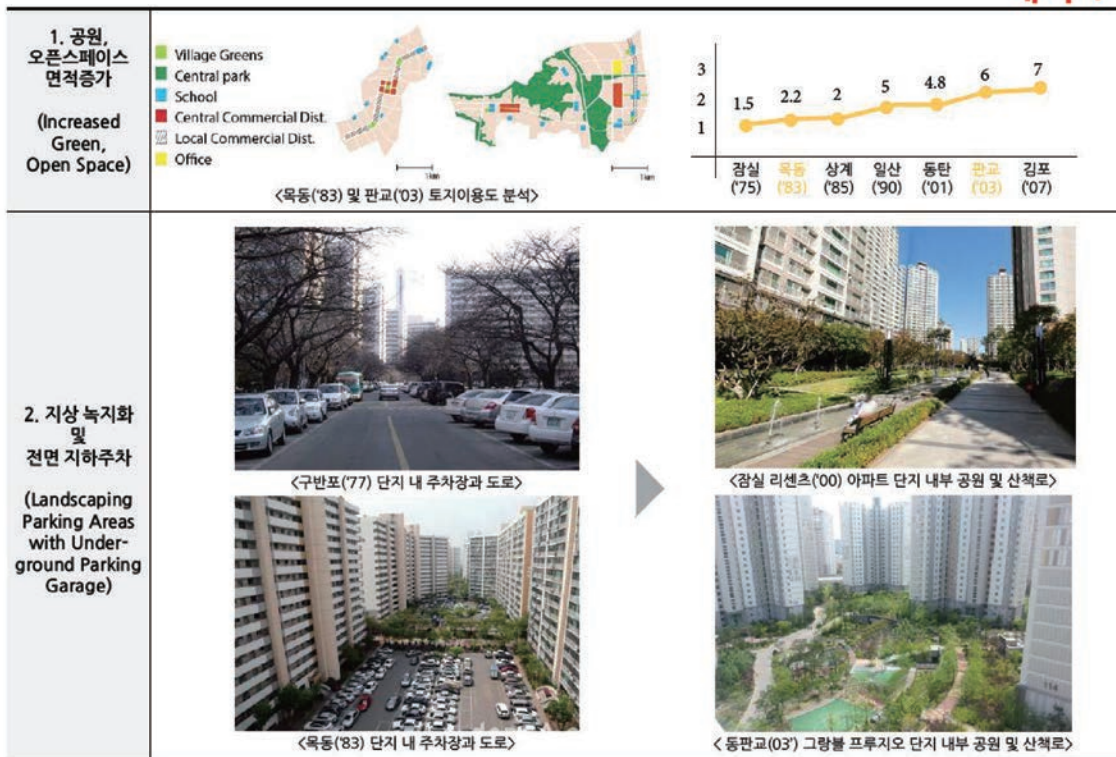 1. 공원,
오픈스페이스
면적증가
(Increased
Green,
Open Space)
Village Greens
Central park
School
Central Commercial Dist.
Local Commercial Dist.
Office
1km
1km
<목동('83) 및 판교('03) 토지이용도 분석>
3
2
1
1.5 2.2 2 5 4.8 6 7
잠실 목동 상계 일산 동탄 판교 김포
('75) ('83) ('85) ('90) ('01) ('03) ('07)
2. 지상 녹지화
및
전면 지하주차
(Landscaping
Parking Areas
with Under-
ground Parking
Garage)
<구반포('77) 단지 내 주차장과 도로>
<잠실 리센츠('00) 아파트 단지 내부 공원 및 산책로>
<목동('83) 단지 내 주차장과 도로>
< 동판교(03') 그랑블 프루지오 단지 내부 공원 및 산책로>